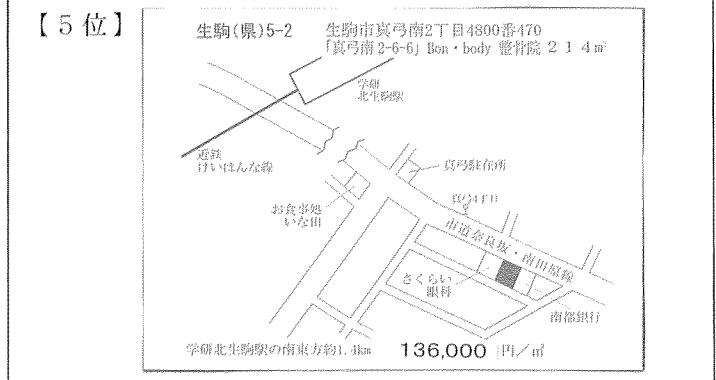 【5位】
生駒(県)5-2
生駒市真弓南2丁目4800番470
「真弓南2-6-6」Bon・body 整骨院 214㎡
学研
北生駒駅
近鉄
けいはんな線
真弓駐在所
お食事処
いな田
真弓4丁目
市道奈良坂・南田原線
さくらい
眼科
南都銀行
学研北生駒駅の南東方約1.4km
136,000 円/㎡